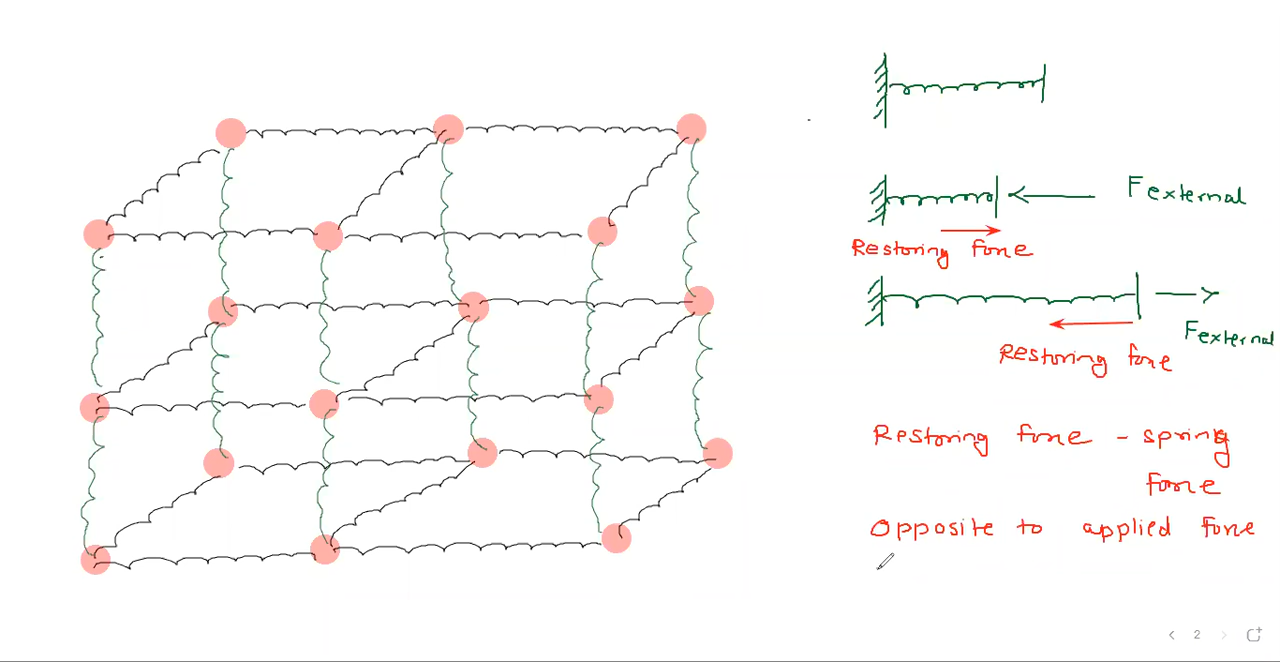 Fexternal
Restoring force
Fexternal
Restoring force
Restoring force - spring
force
Opposite to applied force
2